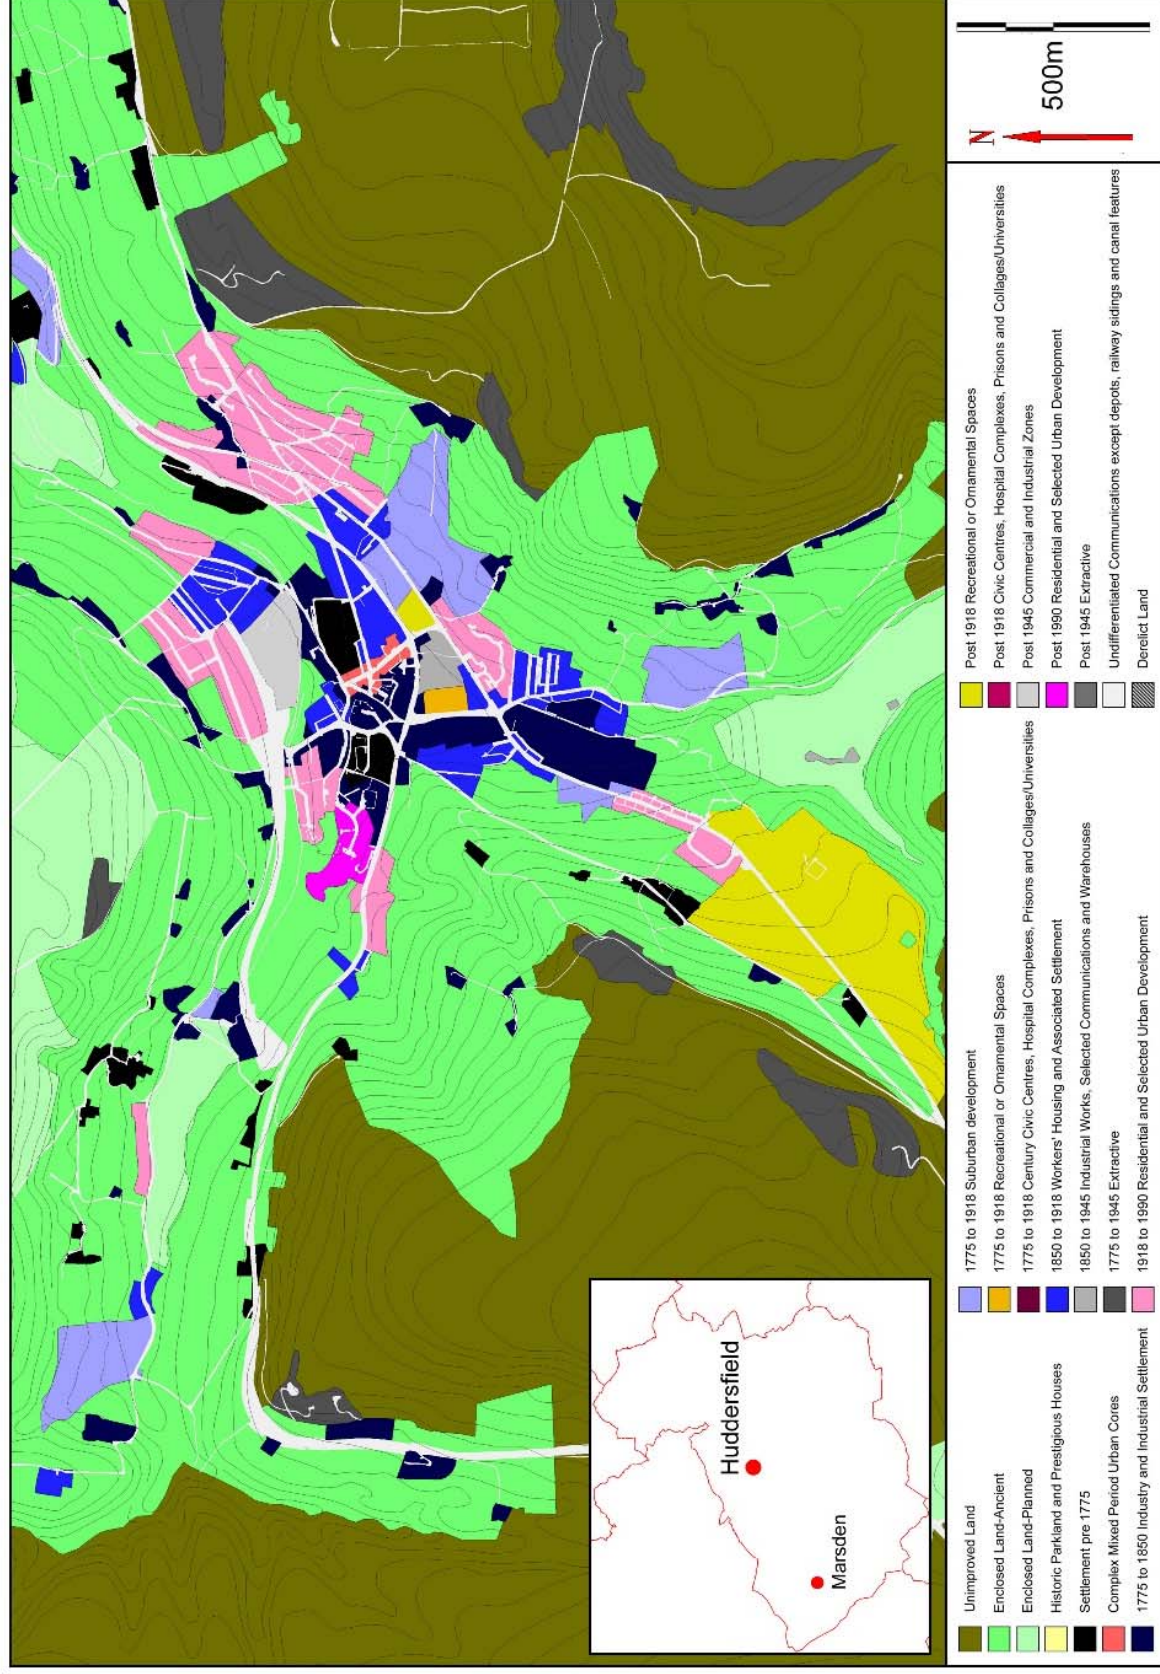 Huddersfield
Marsden
Unimproved Land
Enclosed Land-Ancient
Enclosed Land-Planned
Historic Parkland and Prestigious Houses
Settlement pre 1775
Complex Mixed Period Urban Cores
1775 to 1850 Industry and Industrial Settlement
1775 to 1918 Suburban development
1775 to 1918 Recreational or Ornamental Spaces
1775 to 1918 Century Civic Centres, Hospital Complexes, Prisons and Collages/Universities
1850 to 1918 Workers' Housing and Associated Settlement
1850 to 1945 Industrial Works, Selected Communications and Warehouses
1775 to 1945 Extractive
1918 to 1990 Residential and Selected Urban Development
Post 1918 Recreational or Ornamental Spaces
Post 1918 Civic Centres, Hospital Complexes, Prisons and Collages/Universities
Post 1945 Commercial and Industrial Zones
Post 1990 Residential and Selected Urban Development
Post 1945 Extractive
Undifferentiated Communications except depots, railway sidings and canal features
Derelict Land
N
500m